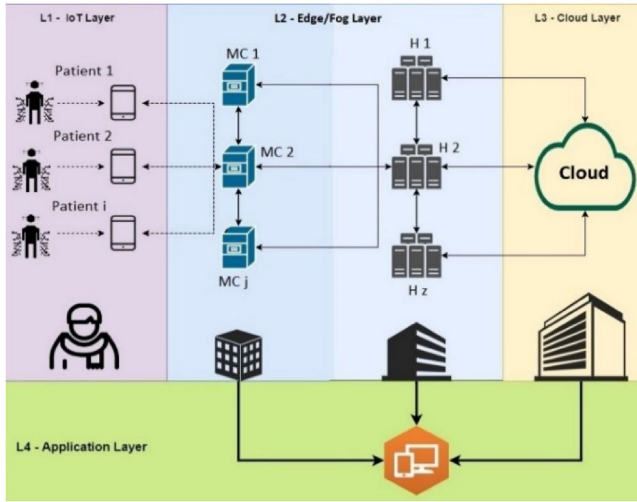 L1 - IoT Layer
L2 - Edge/Fog Layer
L3 - Cloud Layer
Patient 1
Patient 2
Patient i
MC 1
MC 2
MC j
H 1
H 2
H z
Cloud
L4 - Application Layer